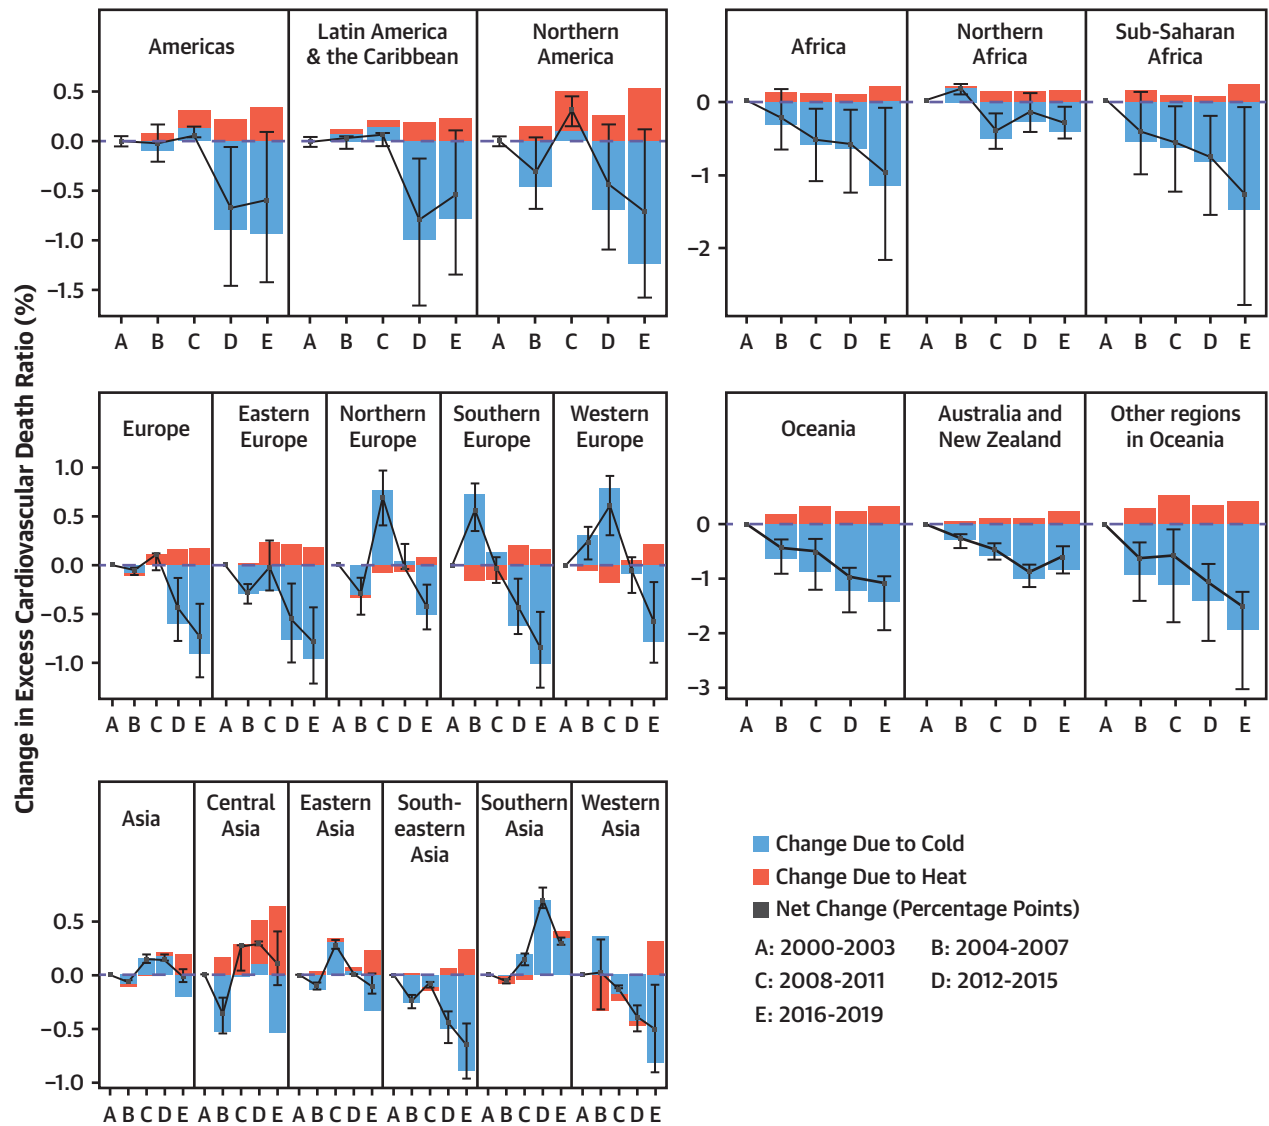 Change in Excess Cardiovascular Death Ratio (%)
Americas
Latin America
& the Caribbean
Northern
America
0.5
0.0
−0.5
−1.0
−1.5
A B C D E
A B C D E
A B C D E
Africa
Northern
Africa
Sub-Saharan
Africa
0
−1
−2
A B C D E
A B C D E
A B C D E
Europe
Eastern
Europe
Northern
Europe
Southern
Europe
Western
Europe
1.0
0.5
0.0
−0.5
−1.0
A B C D E
A B C D E
A B C D E
A B C D E
A B C D E
Oceania
Australia and
New Zealand
Other regions
in Oceania
0
−1
−2
−3
A B C D E
A B C D E
A B C D E
Asia
Central
Asia
Eastern
Asia
South-
eastern
Asia
Southern
Asia
Western
Asia
0.5
0.0
−0.5
−1.0
A B C D E
A B C D E
A B C D E
A B C D E
A B C D E
A B C D E
Change Due to Cold
Change Due to Heat
Net Change (Percentage Points)
A: 2000-2003 B: 2004-2007
C: 2008-2011 D: 2012-2015
E: 2016-2019